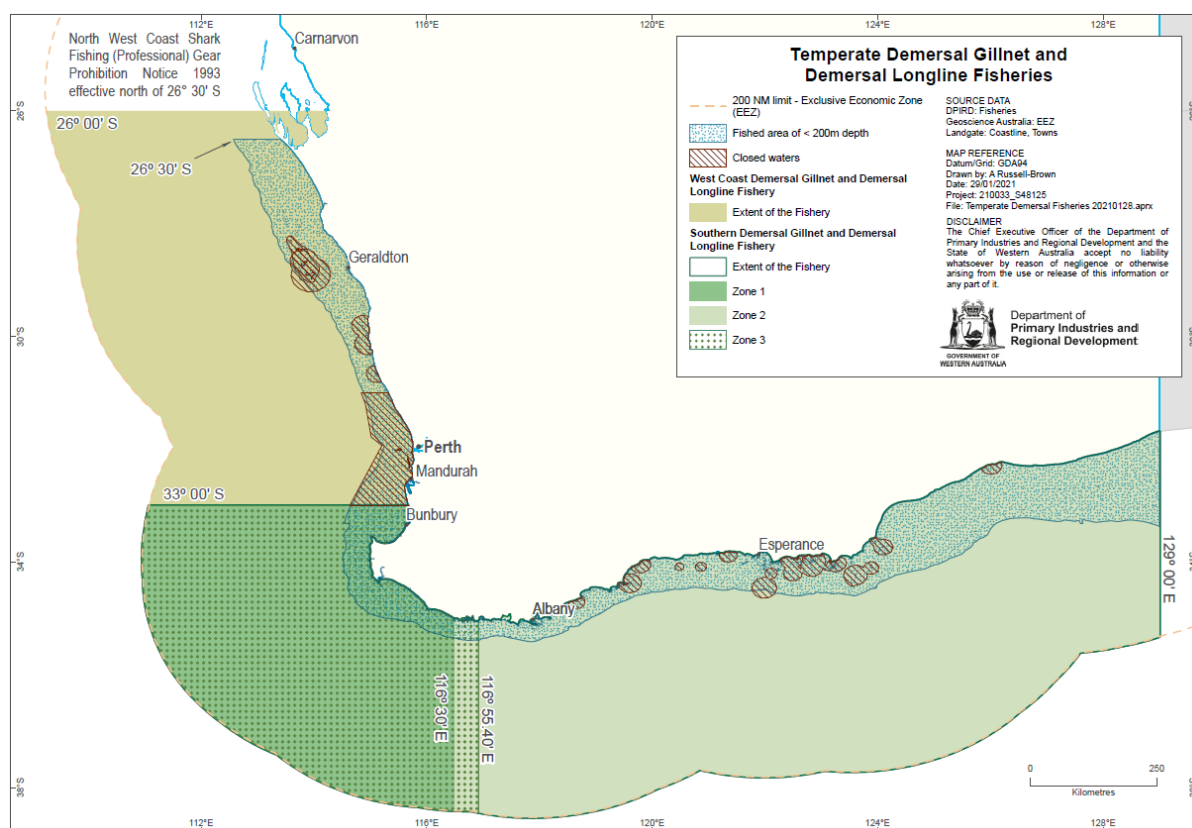 112°E
116°E
120°E
124°E
128°E
North West Coast Shark
Fishing (Professional) Gear
Prohibition Notice 1993
effective north of 26° 30' S
Carnarvon
26°S
26º 00' S
26º 30' S
Geraldton
30°S
Perth
Mandurah
33º 00' S
Bunbury
34°S
Esperance
Albany
116º 30' E
116º 55.40' E
129º 00' E
38°S
Temperate Demersal Gillnet and
Demersal Longline Fisheries
200 NM limit - Exclusive Economic Zone
(EEZ)
Fished area of < 200m depth
Closed waters
West Coast Demersal Gillnet and Demersal
Longline Fishery
Extent of the Fishery
Southern Demersal Gillnet and Demersal
Longline Fishery
Extent of the Fishery
Zone 1
Zone 2
Zone 3
SOURCE DATA
DPIRD: Fisheries
Geoscience Australia: EEZ
Landgate: Coastline, Towns
MAP REFERENCE
Datum/Grid: GDA94
Drawn by: A Russell-Brown
Date: 29/01/2021
Project: 210033_S48125
File: Temperate Demersal Fisheries 20210128.aprx
DISCLAIMER
The Chief Executive Officer of the Department of
Primary Industries and Regional Development and the
State of Western Australia accept no liability
whatsoever by reason of negligence or otherwise
arising from the use or release of this information or
any part of it.
GOVERNMENT OF
WESTERN AUSTRALIA
Department of
Primary Industries and
Regional Development
0
250
Kilometres
112°E
116°E
120°E
124°E
128°E